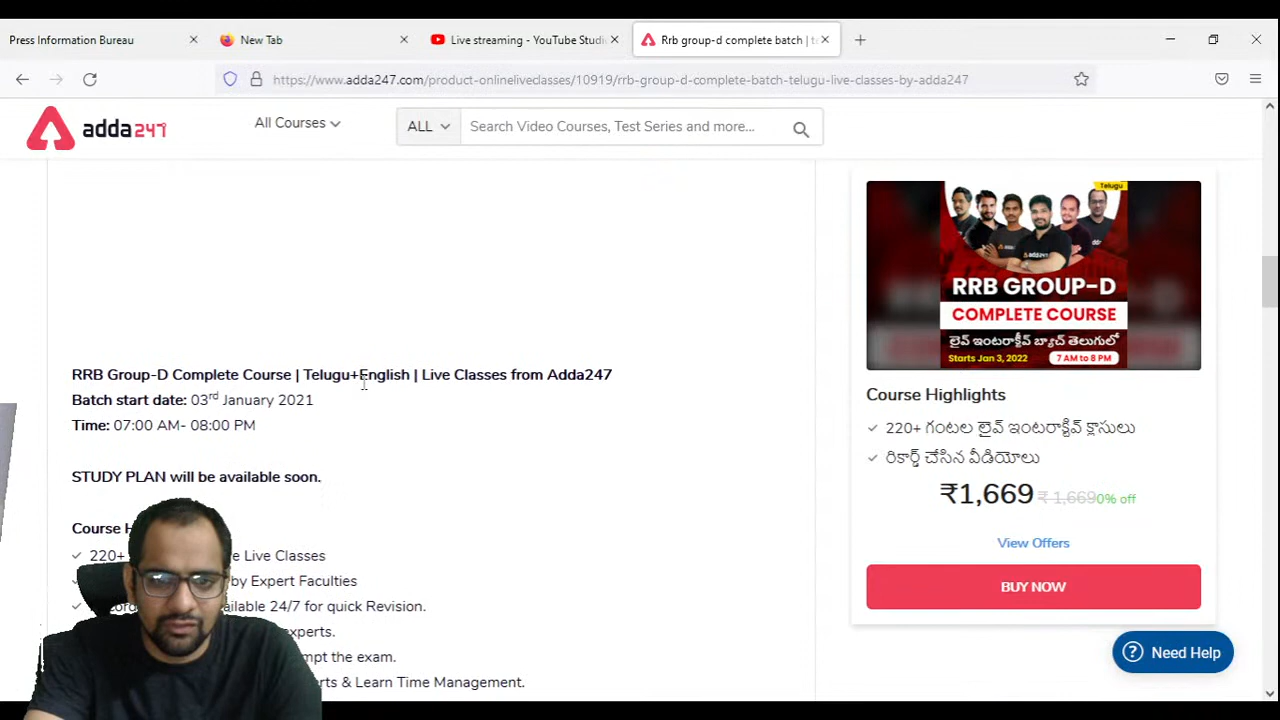 Press Information Bureau
New Tab
Live streaming - YouTube Studi
Rrb group-d complete batch | t
https://www.adda247.com/product-onlineliveclasses/10919/rrb-group-d-complete-batch-telugu-live-classes-by-adda247
adda247
All Courses
ALL
Search Video Courses, Test Series and more...
Telugu
RRB GROUP-D
COMPLETE COURSE
లైవ్ ఇంటరాక్టివ్ బ్యాచ్ తెలుగులో
Starts Jan 3, 2022
7 AM to 8 PM
RRB Group-D Complete Course | Telugu+English | Live Classes from Adda247
Batch start date: 03rd January 2021
Time: 07:00 AM- 08:00 PM
STUDY PLAN will be available soon.
Course
220+ Live Classes
by Expert Faculties
24/7 for quick Revision.
experts.
the exam.
& Learn Time Management.
Course Highlights
220+ గంటల లైవ్ ఇంటరాక్టివ్ క్లాసులు
రికార్డ్ చేసిన వీడియోలు
₹1,669 ₹ 1,669 0% off
View Offers
BUY NOW
Need Help